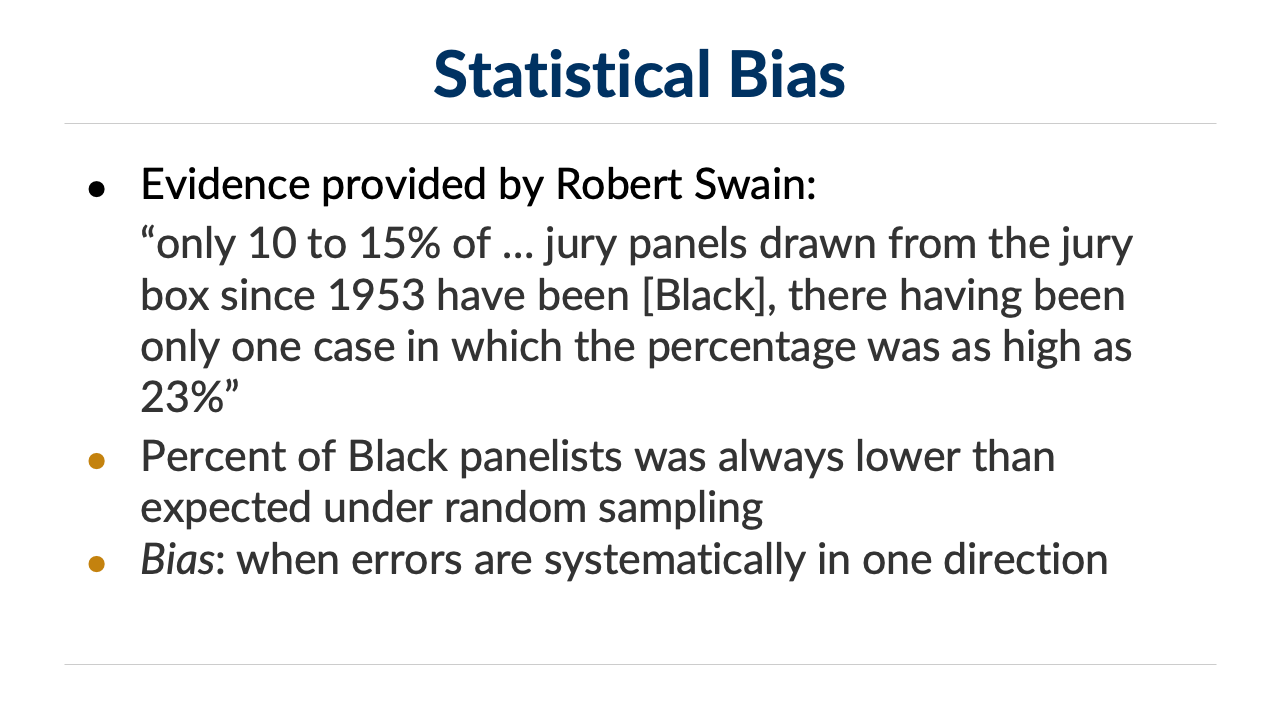 Statistical Bias
● Evidence provided by Robert Swain:
“only 10 to 15% of … jury panels drawn from the jury
box since 1953 have been [Black], there having been
only one case in which the percentage was as high as
23%”
● Percent of Black panelists was always lower than
expected under random sampling
● Bias: when errors are systematically in one direction